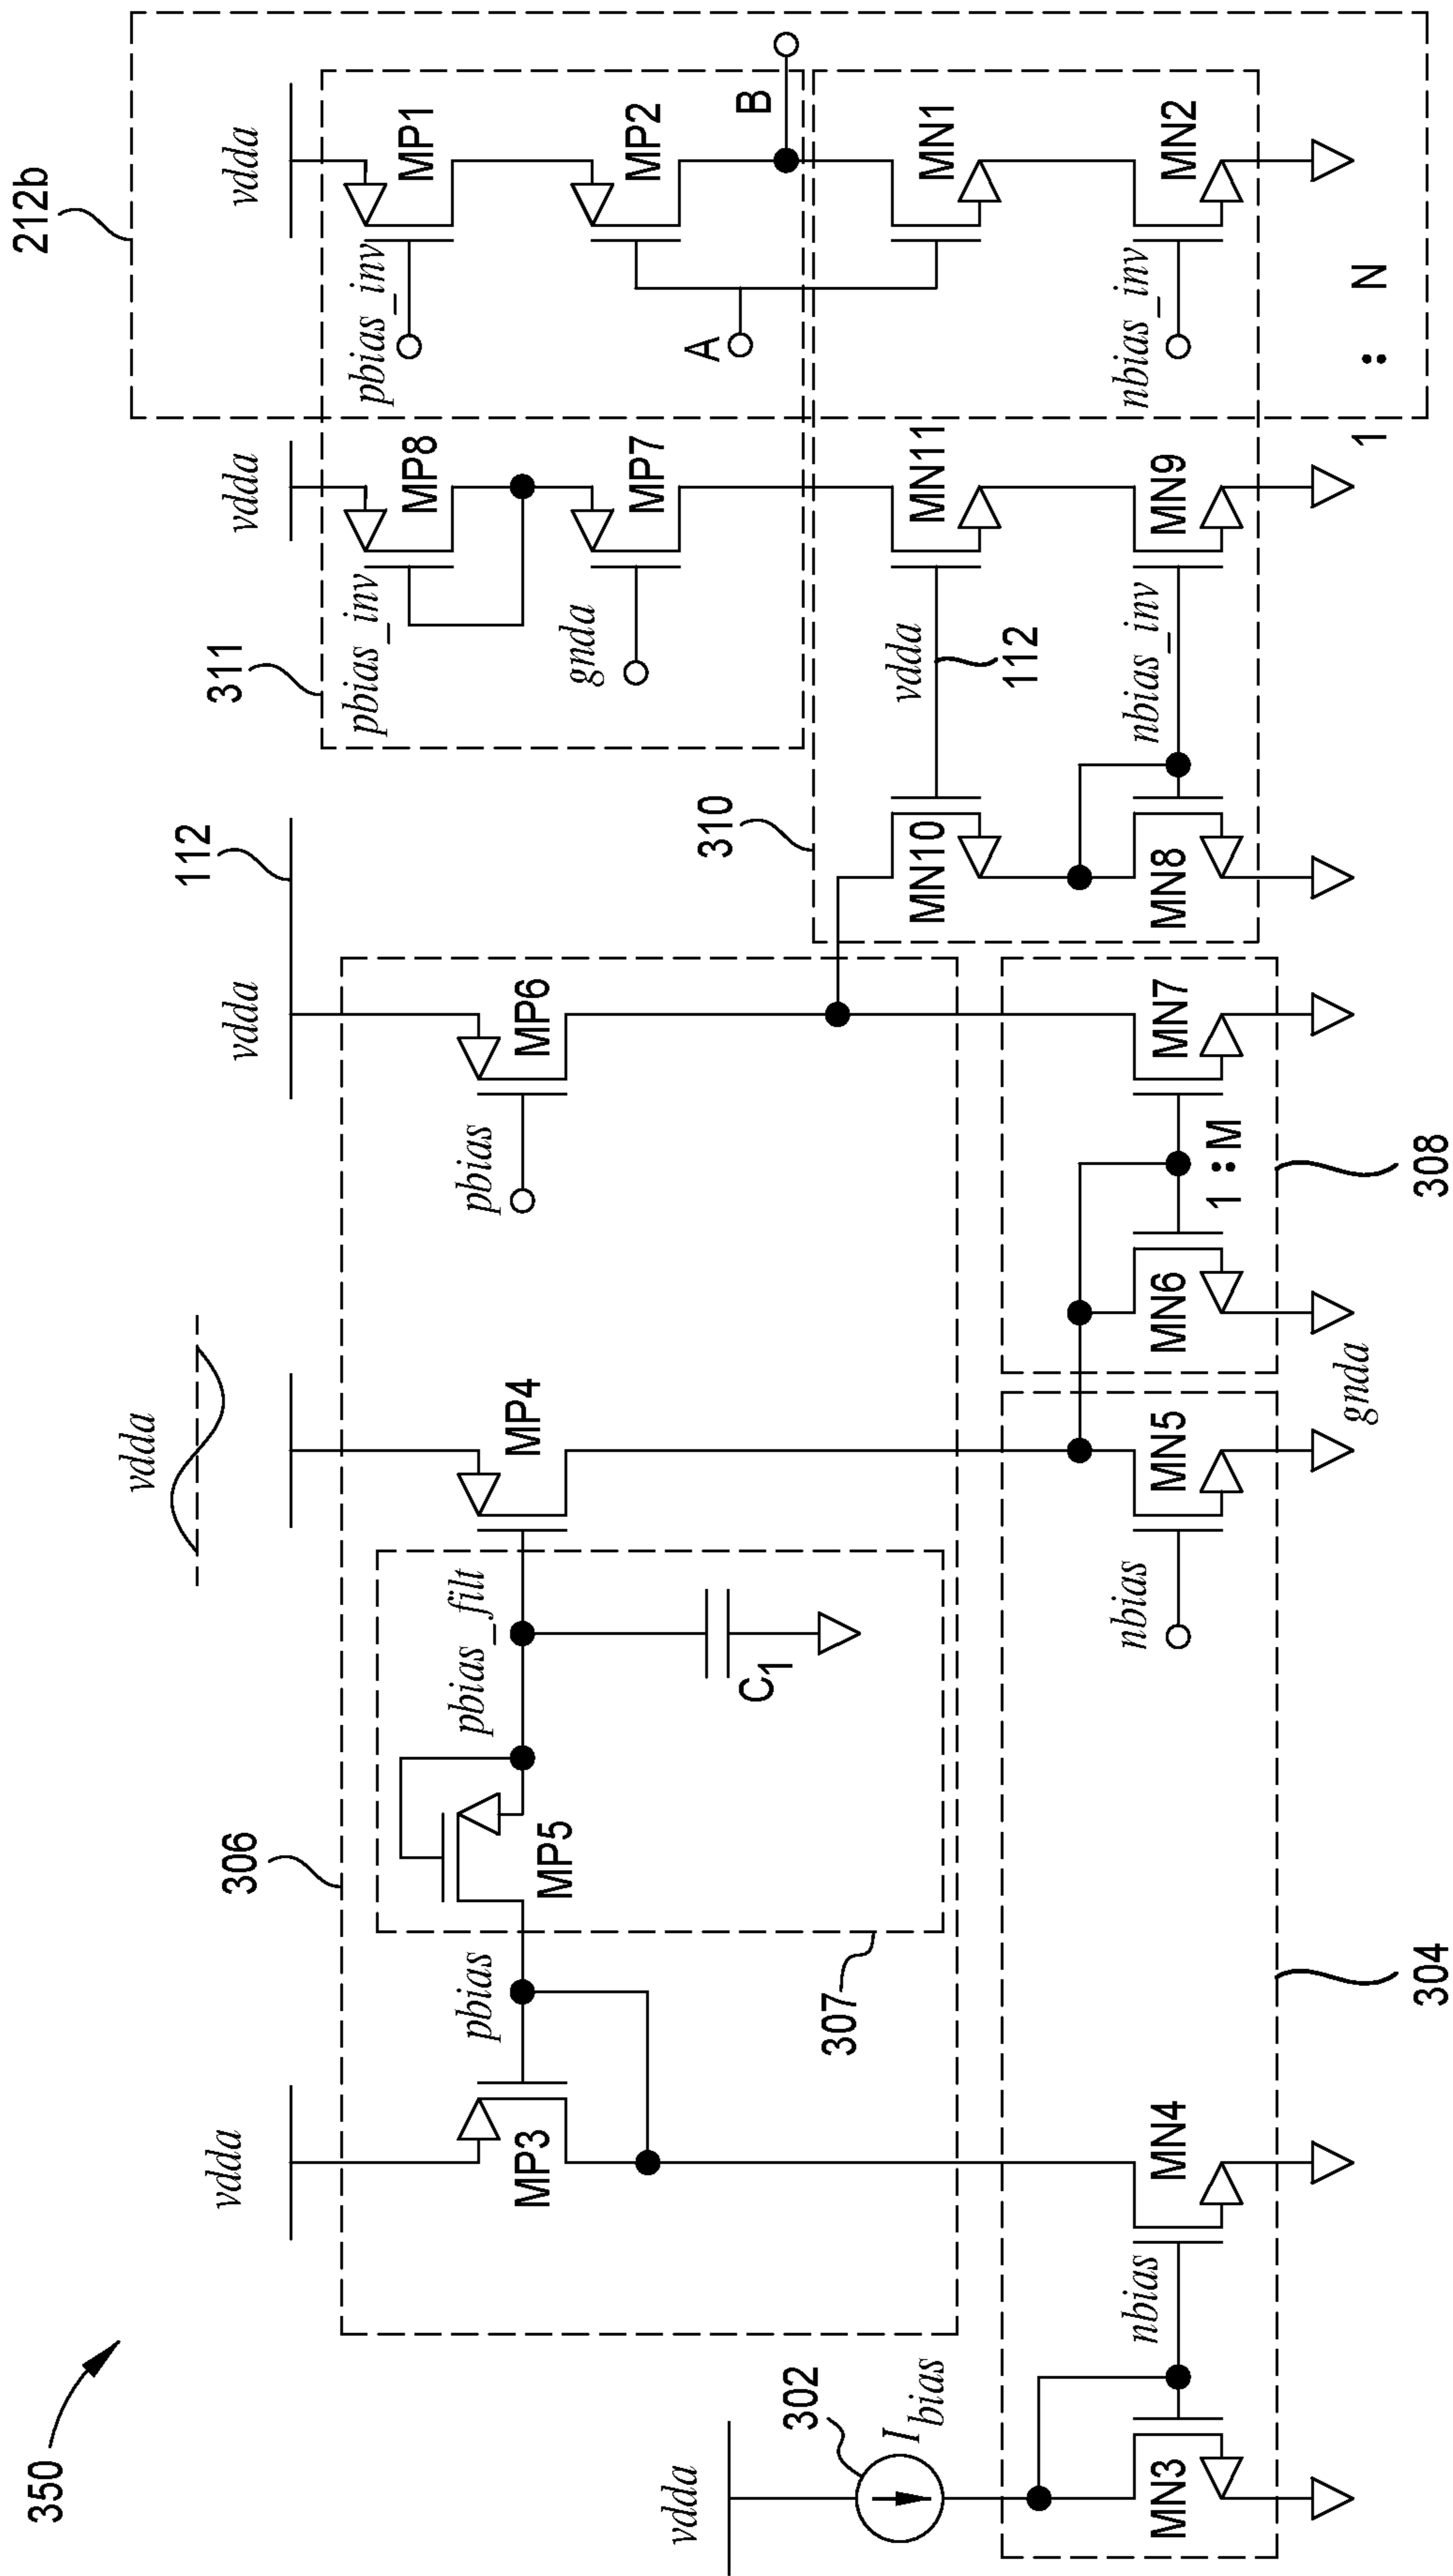 350
vdda
302
I bias
MN3
nbias
MN4
304
vdda
MP3
pbias
306
307
MP5
pbias_filt
C1
vdda
MP4
nbias
MN5
gnda
MN6
1 : M
MN7
308
pbias
MP6
vdda
112
310
MN10
MN8
vdda
112
nbias_inv
MN11
MN9
311
pbias_inv
gnda
vdda
MP8
MP7
1 : N
212b
vdda
pbias_inv
MP1
MP2
A
B
MN1
nbias_inv
MN2